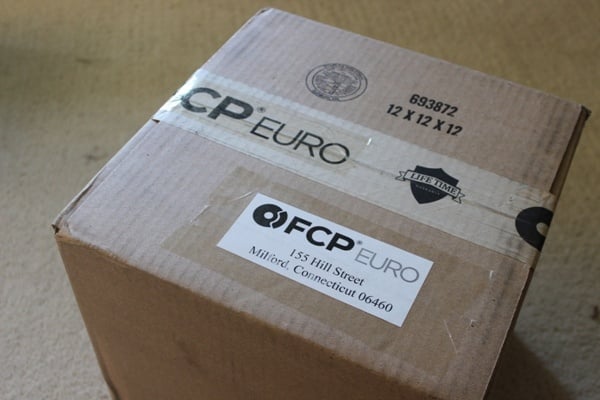 693872
12 X 12 X 12
CP EURO
LIFE TIME
FCP EURO
155 Hill Street
Milford, Connecticut 06460